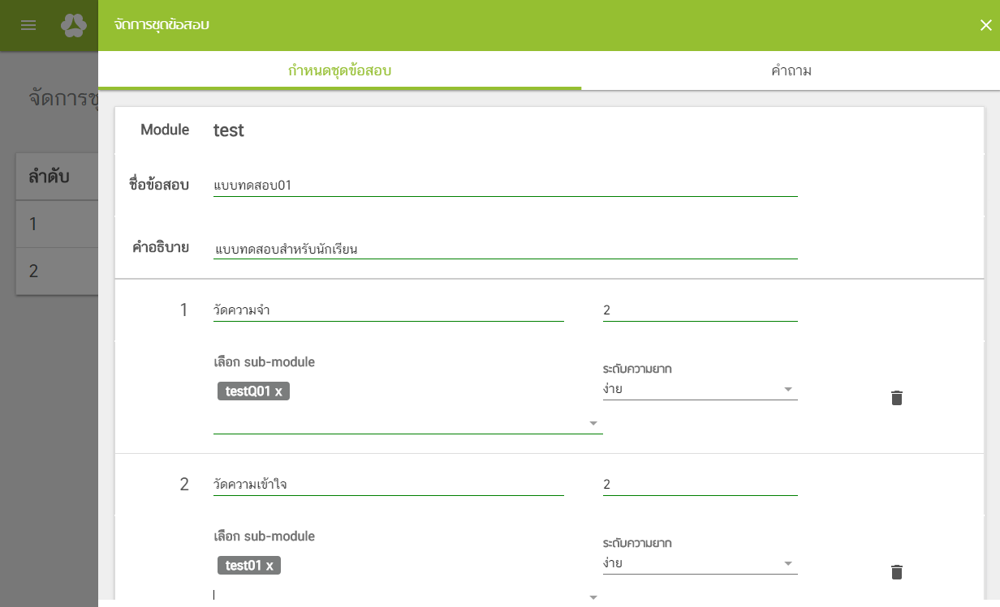 จัดการชุดข้อสอบ
กำหนดชุดข้อสอบ
คำถาม
จัดการชุ
ลำดับ
1
2
Module test
ชื่อข้อสอบ แบบทดสอบ01
คำอธิบาย แบบทดสอบสำหรับนักเรียน
1 วัดความจำ 2
เลือก sub-module
ระดับความยาก
testQ01 x
ง่าย
2 วัดความเข้าใจ 2
เลือก sub-module
ระดับความยาก
test01 x
ง่าย